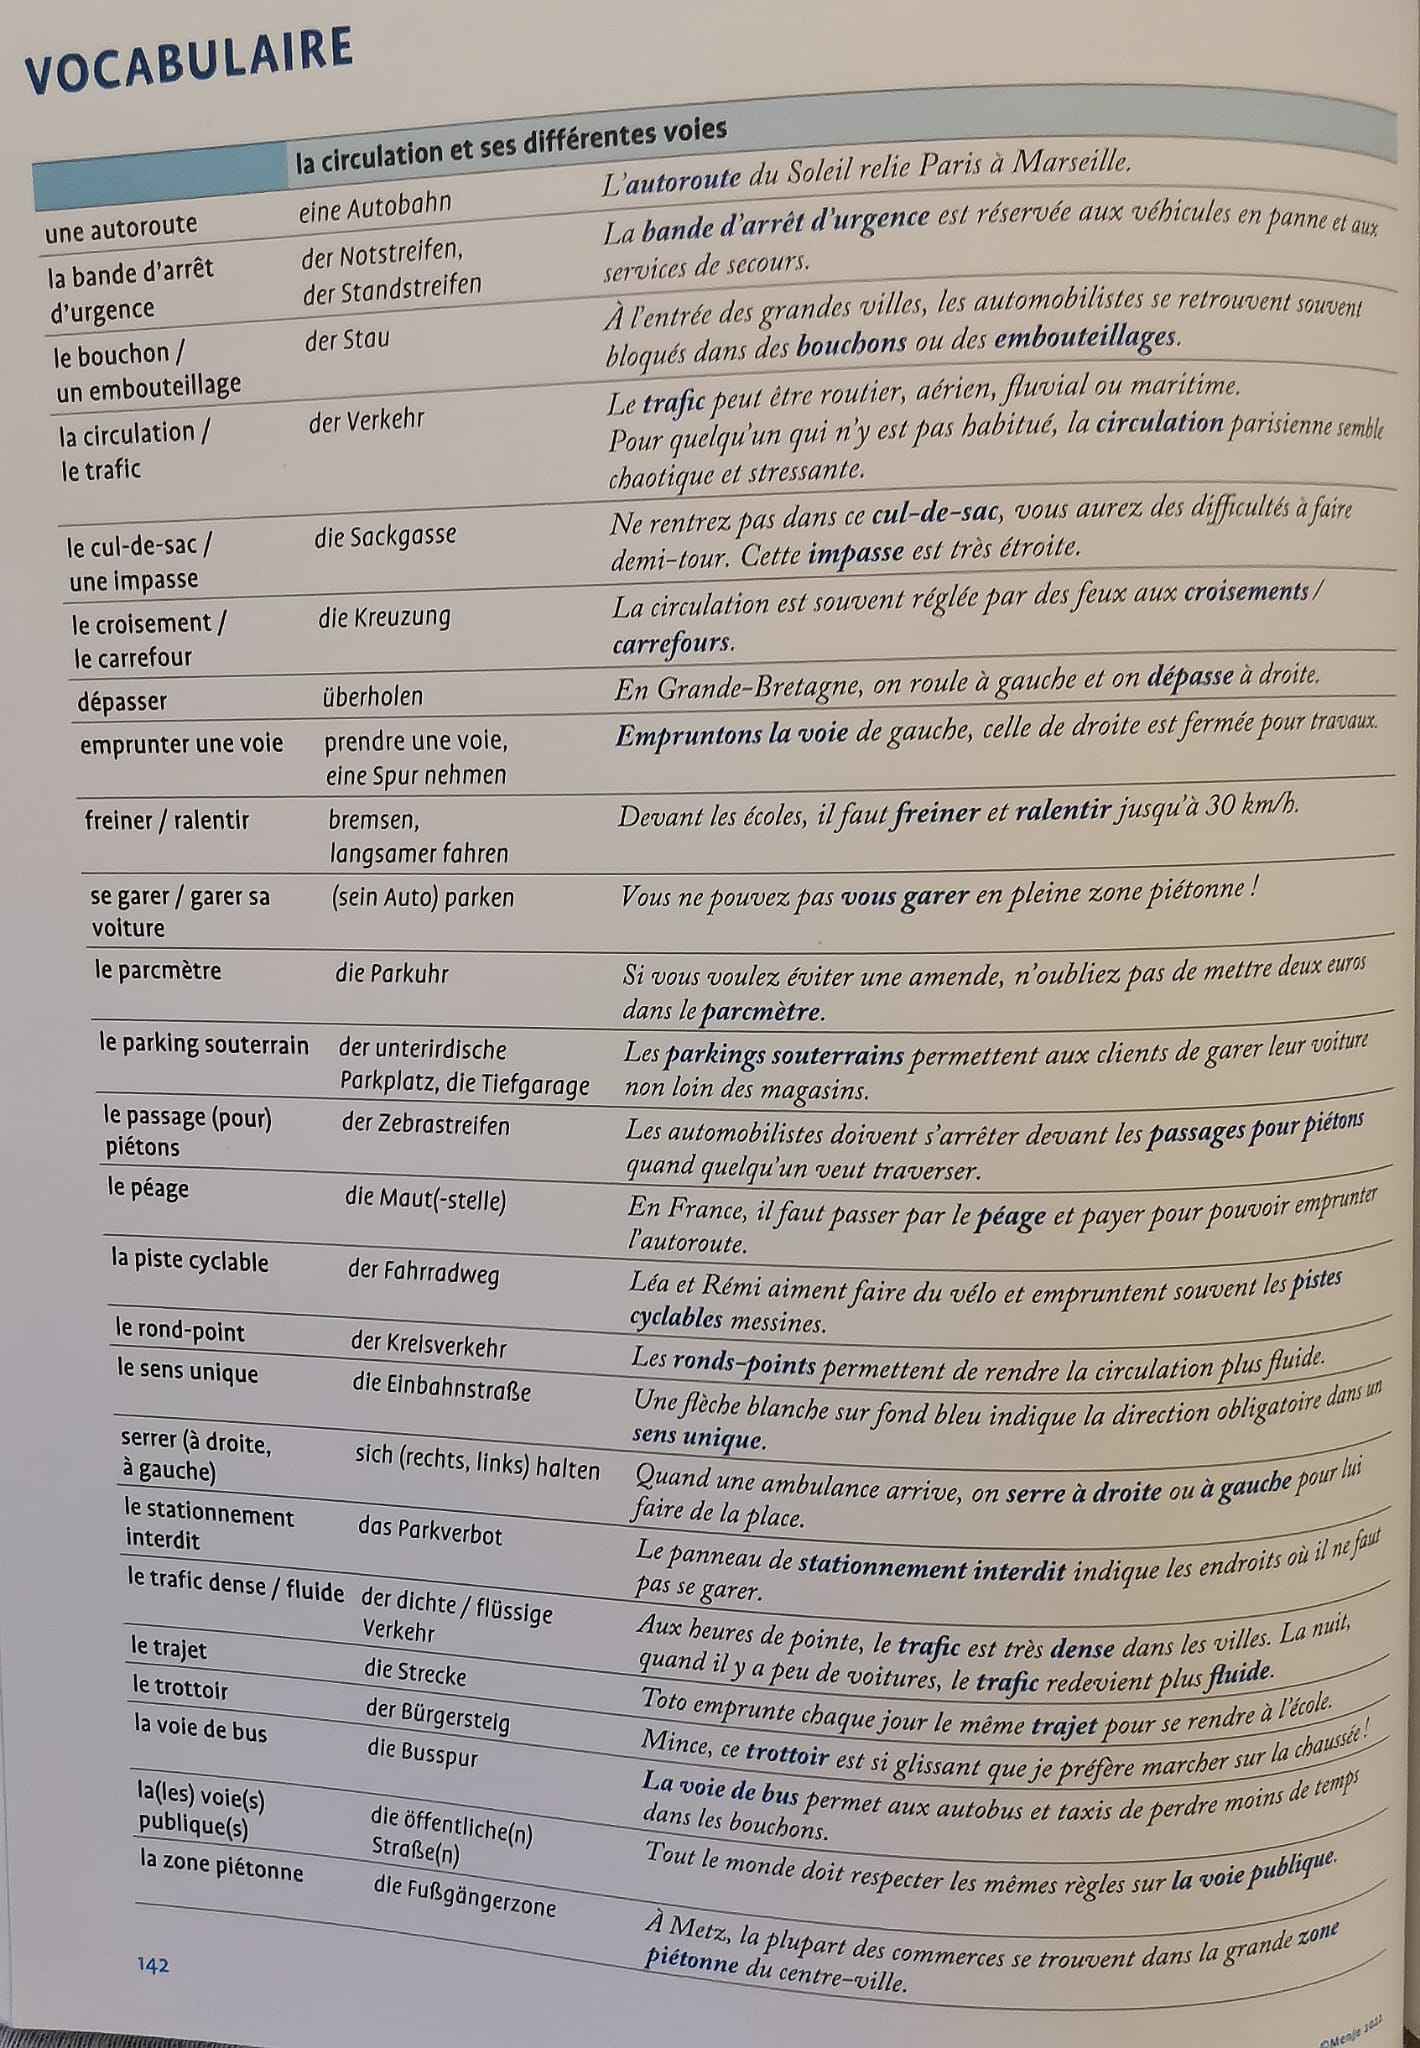 VOCABULAIRE
la circulation et ses différentes voies
une autoroute
eine Autobahn
L'autoroute du Soleil relie Paris à Marseille.
la bande d'arrêt
d'urgence
der Notstreifen,
der Standstreifen
La bande d'arrêt d'urgence est réservée aux véhicules en panne et aux
services de secours.
le bouchon /
un embouteillage
der Stau
À l'entrée des grandes villes, les automobilistes se retrouvent souvent
bloqués dans des bouchons ou des embouteillages.
la circulation /
le trafic
der Verkehr
Le trafic peut être routier, aérien, fluvial ou maritime.
Pour quelqu'un qui n'y est pas habitué, la circulation parisienne semble
chaotique et stressante.
le cul-de-sac /
une impasse
die Sackgasse
Ne rentrez pas dans ce cul-de-sac, vous aurez des difficultés à faire
demi-tour. Cette impasse est très étroite.
le croisement /
le carrefour
die Kreuzung
La circulation est souvent réglée par des feux aux croisements /
carrefours.
dépasser
überholen
En Grande-Bretagne, on roule à gauche et on dépasse à droite.
emprunter une voie
prendre une voie,
eine Spur nehmen
Empruntons la voie de gauche, celle de droite est fermée pour travaux.
freiner / ralentir
bremsen,
langsamer fahren
Devant les écoles, il faut freiner et ralentir jusqu'à 30 km/h.
se garer / garer sa
voiture
(sein Auto) parken
Vous ne pouvez pas vous garer en pleine zone piétonne !
le parcmètre
die Parkuhr
Si vous voulez éviter une amende, n'oubliez pas de mettre deux euros
dans le parcmètre.
le parking souterrain
der unterirdische
Parkplatz, die Tiefgarage
Les parkings souterrains permettent aux clients de garer leur voiture
non loin des magasins.
le passage (pour)
piétons
der Zebrastreifen
Les automobilistes doivent s'arrêter devant les passages pour piétons
quand quelqu'un veut traverser.
le péage
die Maut(-stelle)
En France, il faut passer par le péage et payer pour pouvoir emprunter
l'autoroute.
la piste cyclable
der Fahrradweg
Léa et Rémi aiment faire du vélo et empruntent souvent les pistes
cyclables messines.
le rond-point
der Kreisverkehr
Les ronds-points permettent de rendre la circulation plus fluide.
le sens unique
die Einbahnstraße
Une flèche blanche sur fond bleu indique la direction obligatoire dans un
sens unique.
serrer (à droite,
à gauche)
sich (rechts, links) halten
Quand une ambulance arrive, on serre à droite ou à gauche pour lui
faire de la place.
le stationnement
interdit
das Parkverbot
Le panneau de stationnement interdit indique les endroits où il ne faut
pas se garer.
le trafic dense / fluide
der dichte / flüssige
Verkehr
Aux heures de pointe, le trafic est très dense dans les villes. La nuit,
quand il y a peu de voitures, le trafic redevient plus fluide.
le trajet
die Strecke
Toto emprunte chaque jour le même trajet pour se rendre à l'école.
le trottoir
der Bürgersteig
Mince, ce trottoir est si glissant que je préfère marcher sur la chaussée !
la voie de bus
die Busspur
La voie de bus permet aux autobus et taxis de perdre moins de temps
dans les bouchons.
la(les) voie(s)
publique(s)
die öffentliche(n)
Straße(n)
Tout le monde doit respecter les mêmes règles sur la voie publique.
la zone piétonne
die Fußgängerzone
À Metz, la plupart des commerces se trouvent dans la grande zone
piétonne du centre-ville.
142
©Menje 2022